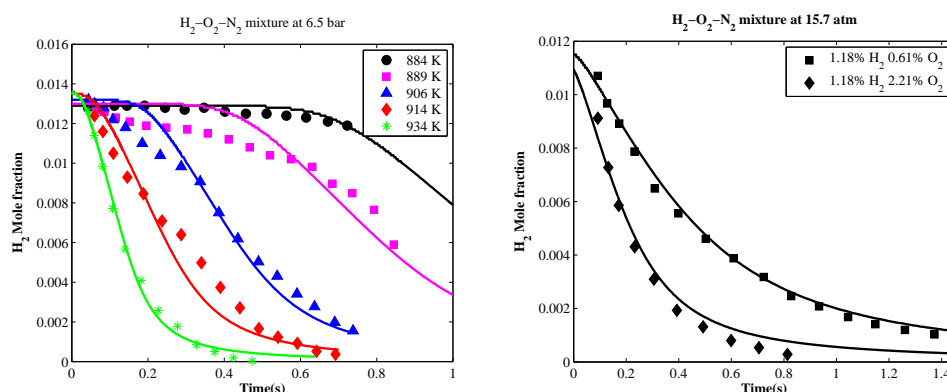 H₂−O₂−N₂ mixture at 6.5 bar
0.016
0.014
0.012
0.01
0.008
0.006
0.004
0.002
0
0 0.2 0.4 0.6 0.8 1
H₂ Mole fraction
Time(s)
884 K
889 K
906 K
914 K
934 K
H₂−O₂−N₂ mixture at 15.7 atm
0.012
0.01
0.008
0.006
0.004
0.002
0
0 0.2 0.4 0.6 0.8 1 1.2 1.4
H₂ Mole fraction
Time(s)
1.18% H₂ 0.61% O₂
1.18% H₂ 2.21% O₂